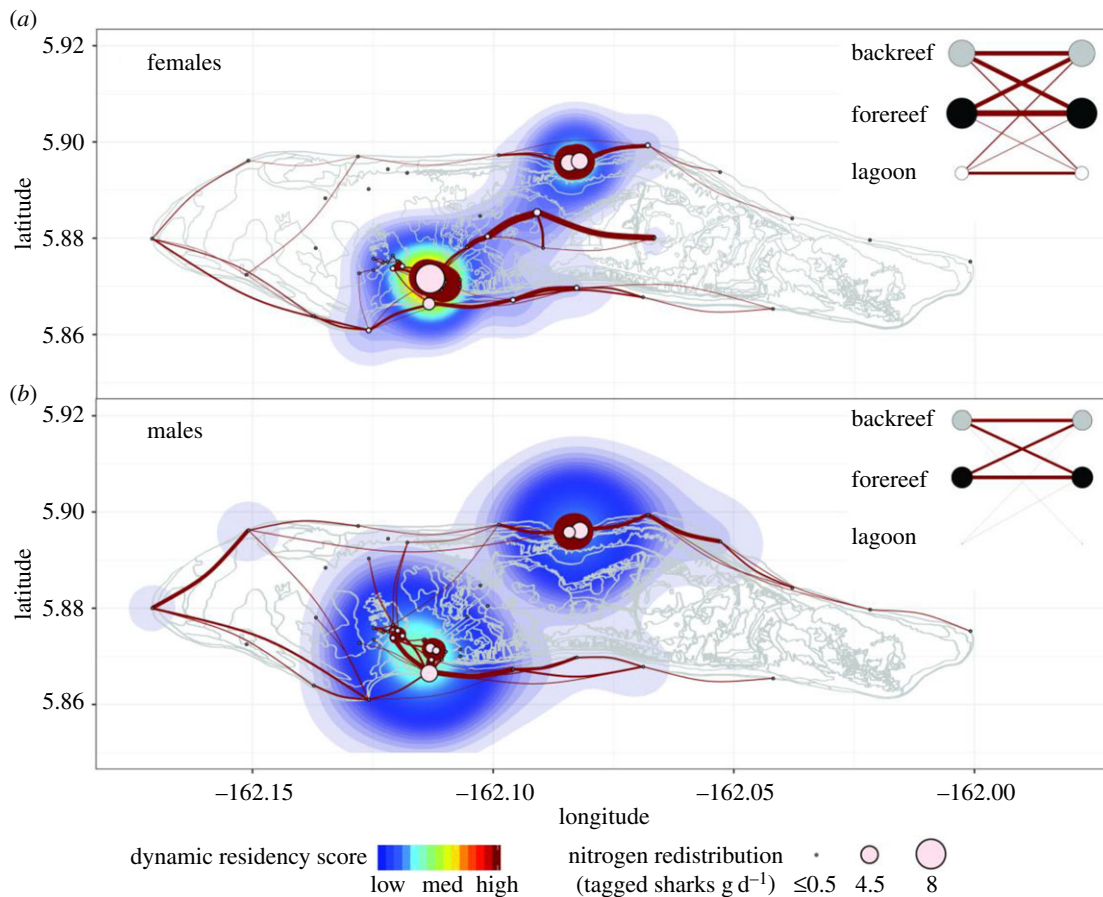 (a)
5.92
5.90
5.88
5.86
latitude
females
backreef
forereef
lagoon
(b)
5.92
5.90
5.88
5.86
latitude
males
backreef
forereef
lagoon
–162.15 –162.10 –162.05 –162.00
longitude
dynamic residency score
low med high
nitrogen redistribution
(tagged sharks g d–1) ≤0.5 4.5 8